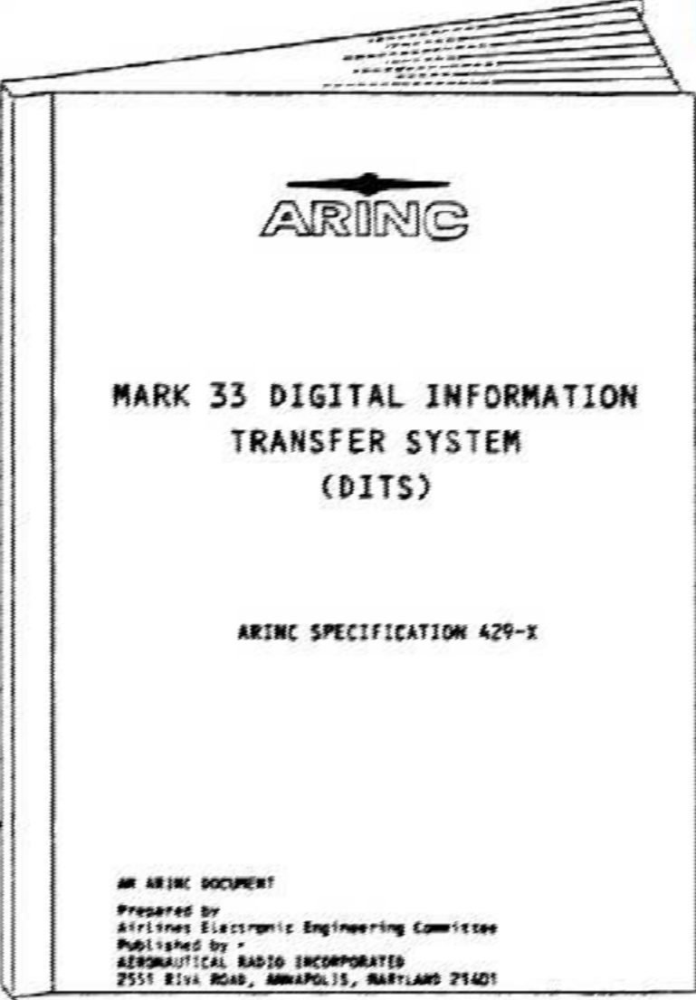 ARINC
MARK 33 DIGITAL INFORMATION
TRANSFER SYSTEM
(DITS)
ARINC SPECIFICATION 429-X
AN ARINC DOCUMENT
Prepared by
Airlines Electronic Engineering Committee
Published by
AERONAUTICAL RADIO INCORPORATED
2551 RIVA ROAD, ANNAPOLIS, MARYLAND 21401